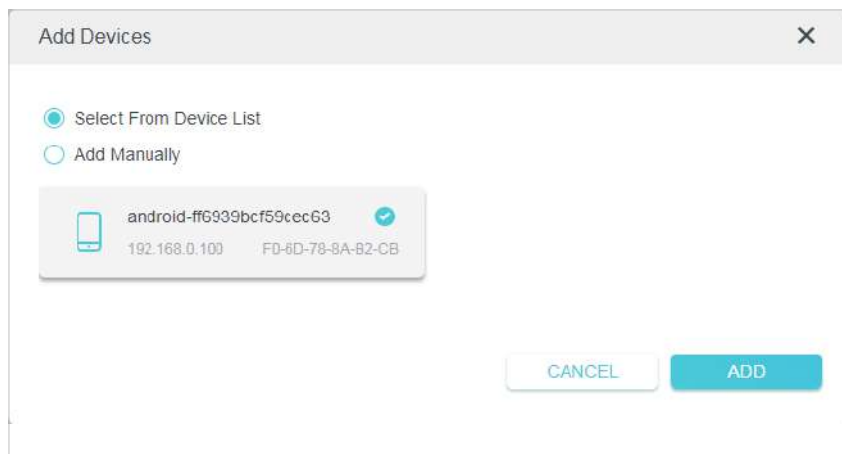 Add Devices
Select From Device List
Add Manually
android-ff6939bcf59cec63
192.168.0.100 F0-6D-78-8A-B2-CB
CANCEL ADD